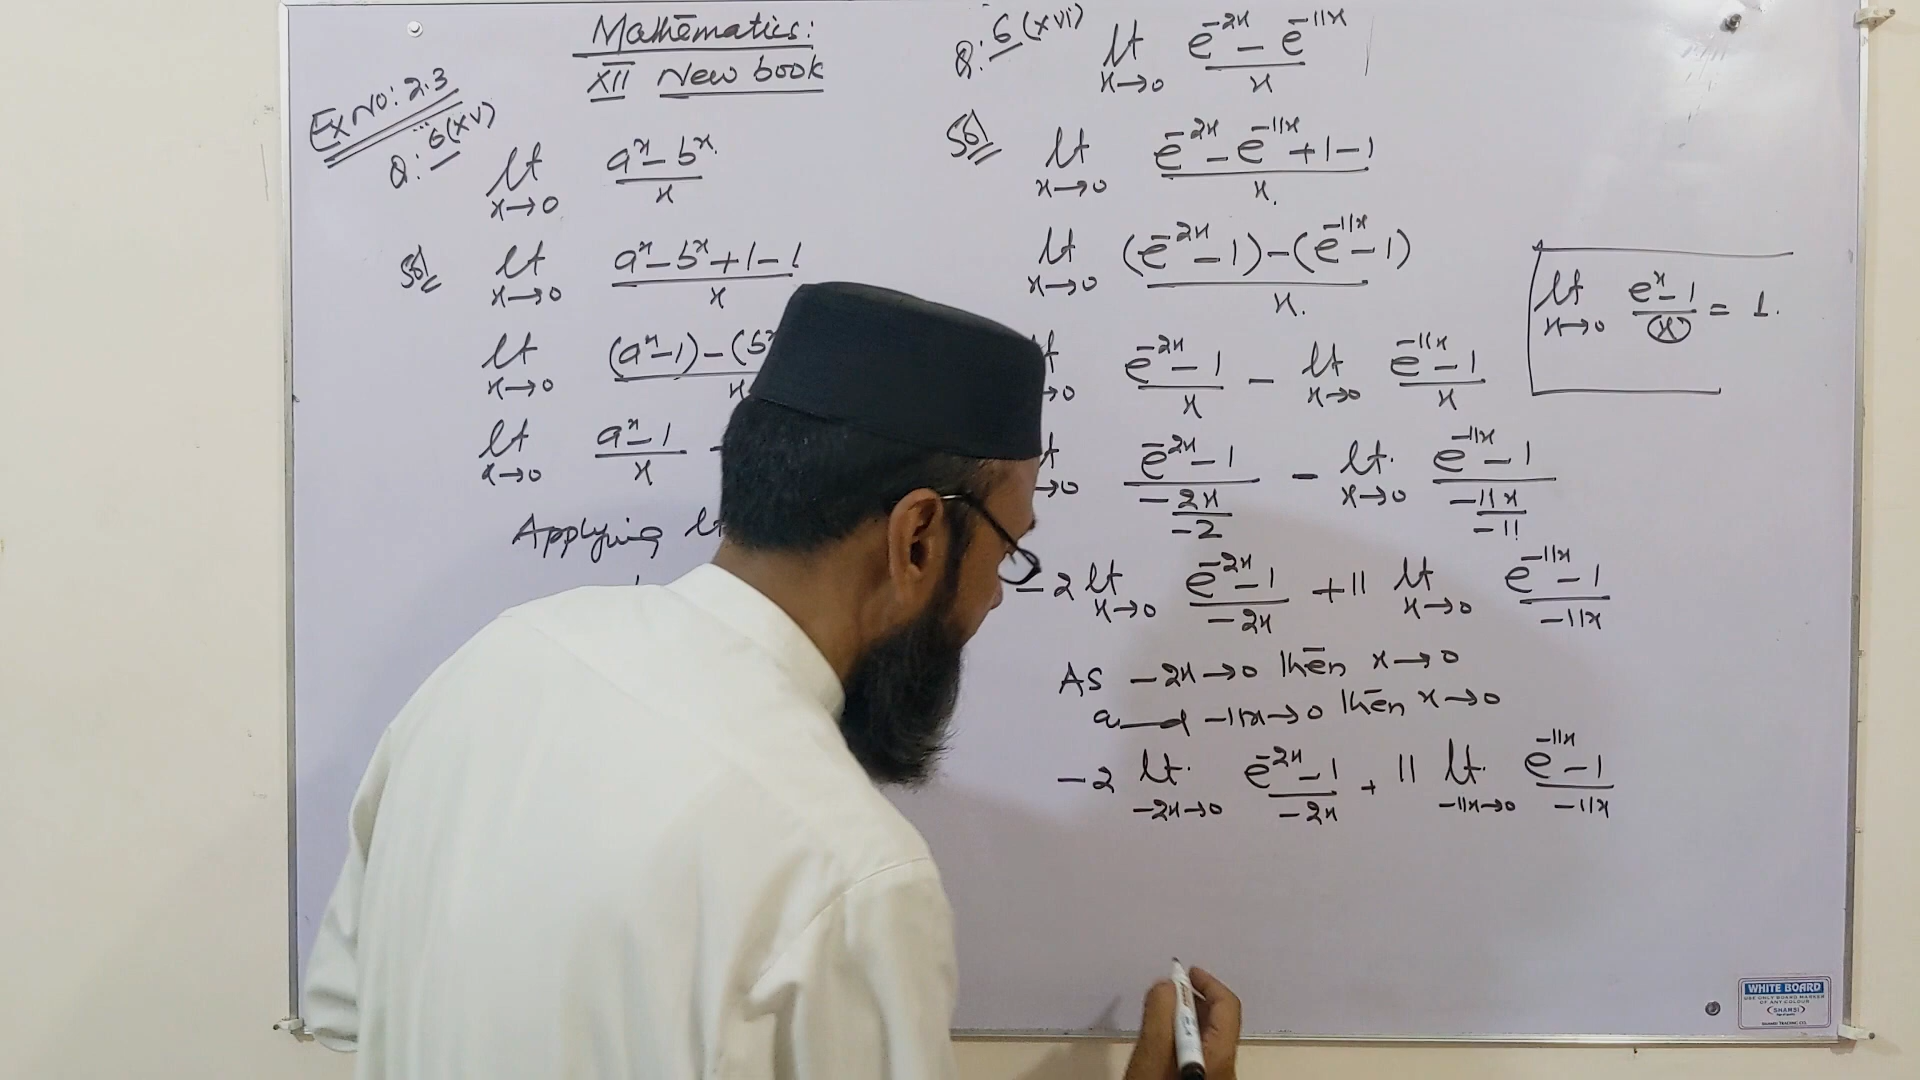 Mathematics:
XII New book
Ex No: 2.3
Q: 6(xv)
lt x→0 (a^x - b^x)/x
Sol lt x→0 (a^x - b^x + 1 - 1)/x
lt x→0 (a^x - 1) - (b^x
lt x→0 (a^x - 1)/x -
Applying lt
Q: 6(xvi) lt x→0 (e^-2x - e^-11x)/x
Sol lt x→0 (e^-2x - e^-11x + 1 - 1)/x.
lt x→0 ((e^-2x - 1) - (e^-11x - 1))/x.
(e^-2x - 1)/x - lt x→0 (e^-11x - 1)/x
(e^-2x - 1)/(-2x/-2) - lt. x→0 (e^-11x - 1)/(-11x/-11)
-2 lt x→0 (e^-2x - 1)/-2x + 11 lt x→0 (e^-11x - 1)/-11x
As -2x→0 then x→0
and -11x→0 then x→0
-2 lt. -2x→0 (e^-2x - 1)/-2x + 11 lt. -11x→0 (e^-11x - 1)/-11x
lt x→0 (e^x - 1)/(x) = 1.
WHITE BOARD